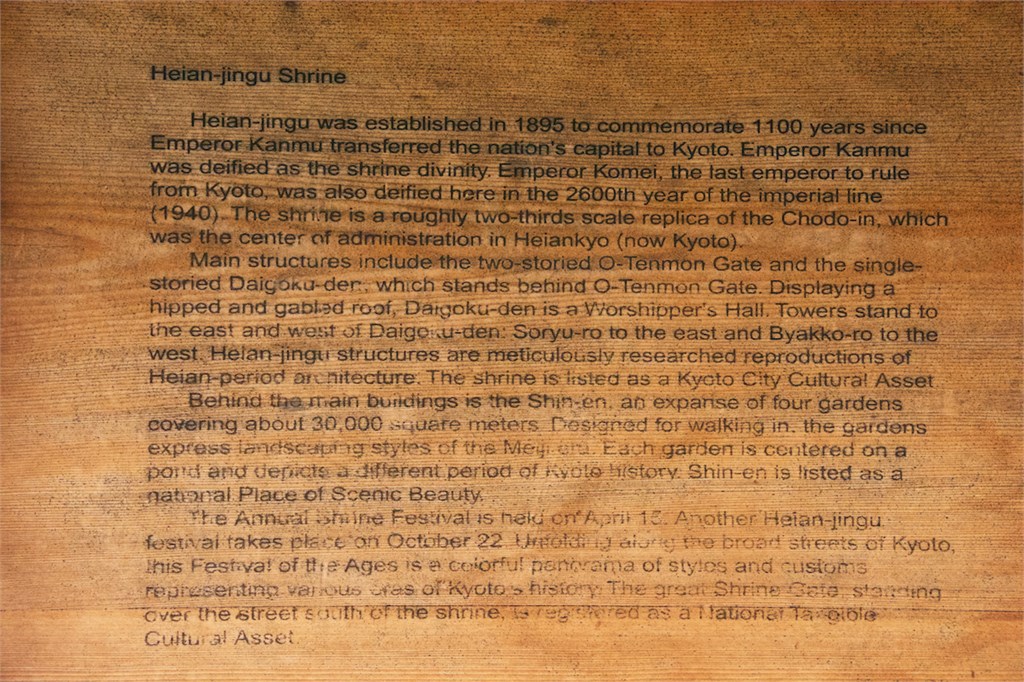 Heian-jingu Shrine
Heian-jingu was established in 1895 to commemorate 1100 years since
Emperor Kanmu transferred the nation's capital to Kyoto. Emperor Kanmu
was deified as the shrine divinity. Emperor Komei, the last emperor to rule
from Kyoto, was also deified here in the 2600th year of the imperial line
(1940). The shrine is a roughly two-thirds scale replica of the Chodo-in, which
was the center of administration in Heiankyo (now Kyoto).
Main structures include the two-storied O-Tenmon Gate and the single-
storied Daigoku-den, which stands behind O-Tenmon Gate. Displaying a
hipped and gabled roof, Daigoku-den is a Worshipper's Hall. Towers stand to
the east and west of Daigoku-den: Soryu-ro to the east and Byakko-ro to the
west. Heian-jingu structures are meticulously researched reproductions of
Heian-period architecture. The shrine is listed as a Kyoto City Cultural Asset
Behind the main buildings is the Shin-en, an expanse of four gardens
covering about 30,000 square meters. Designed for walking in, the gardens
express landscaping styles of the Meiji era. Each garden is centered on a
pond and depicts a different period of Kyoto history. Shin-en is listed as a
national Place of Scenic Beauty.
The Annual Shrine Festival is held on April 15. Another Heian-jingu
festival takes place on October 22. Unfolding along the broad streets of Kyoto,
this Festival of the Ages is a colorful panorama of styles and customs
representing various eras of Kyoto's history. The great Shrine Gate, standing
over the street south of the shrine, is registered as a National Tangible
Cultural Asset.